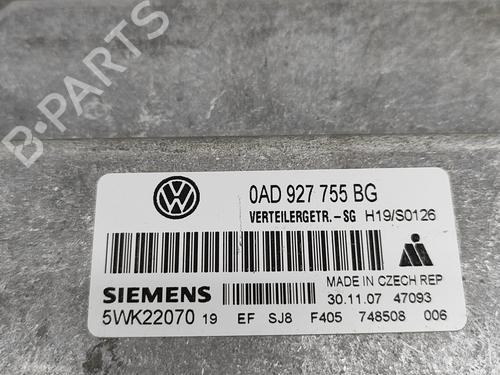 B-PARTS
VW
0AD 927 755 BG
VERTEILERGETR.-SG H19/S0126
MADE IN CZECH REP
SIEMENS
30.11.07 47093
5WK22070 19 EF SJ8 F405 748508 006